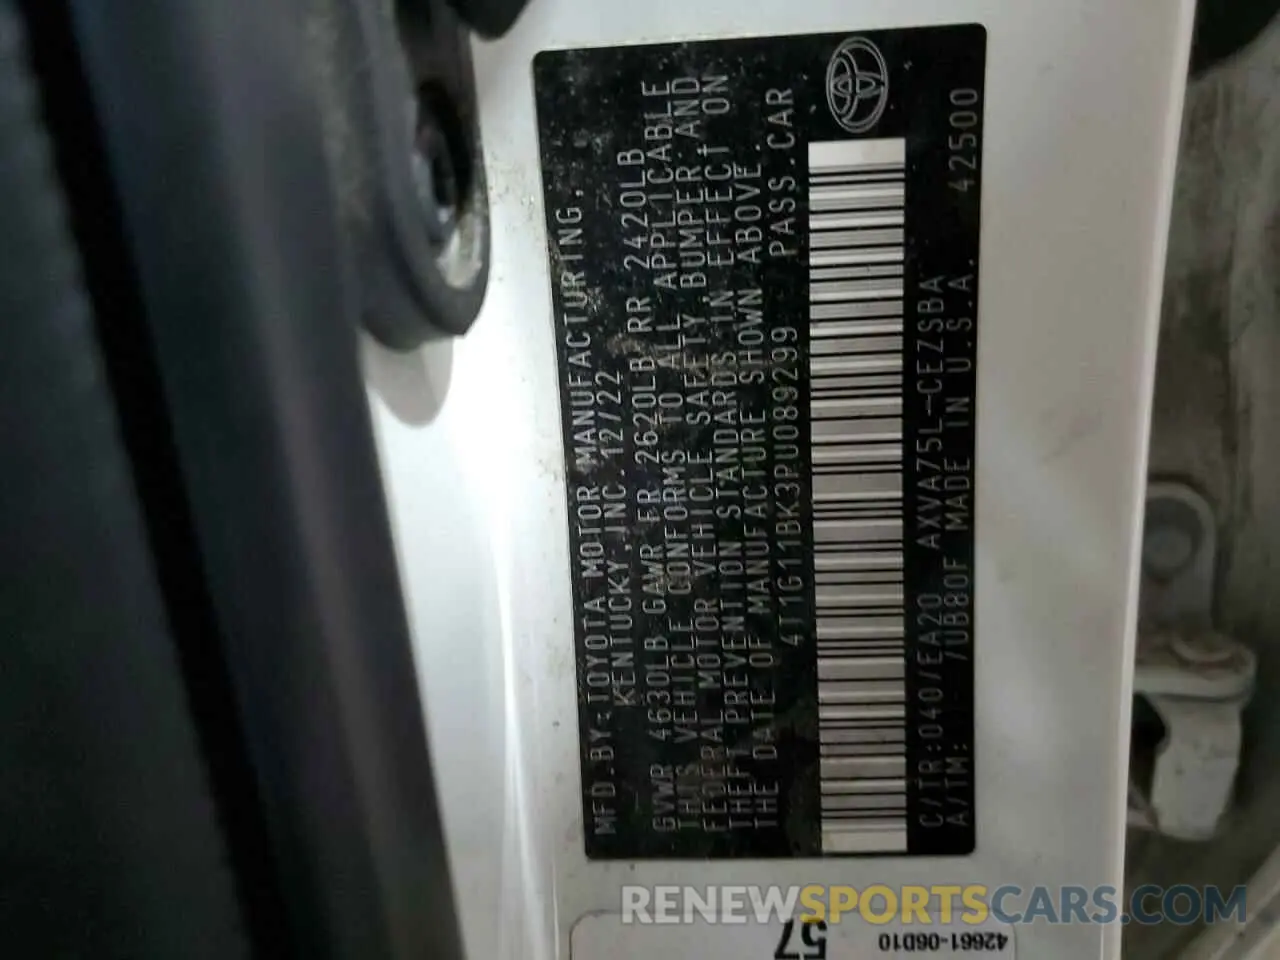 MFD.BY:TOYOTA MOTOR MANUFACTURING,
KENTUCKY,INC. 12/22
GVWR 4630LB GAWR FR 2620LB RR 2420LB
THIS VEHICLE CONFORMS TO ALL APPLICABLE
FEDERAL MOTOR VEHICLE SAFETY, BUMPER, AND
THEFT PREVENTION STANDARDS IN EFFECT ON
THE DATE OF MANUFACTURE SHOWN ABOVE.
4T1G11BK3PU089299 PASS.CAR
C/TR:040/EA20 AXVA75L-CEZSBA 42500
A/TM: /UB80F MADE IN U.S.A.
57
42661-06D10
RENEWSPORTSCARS.COM